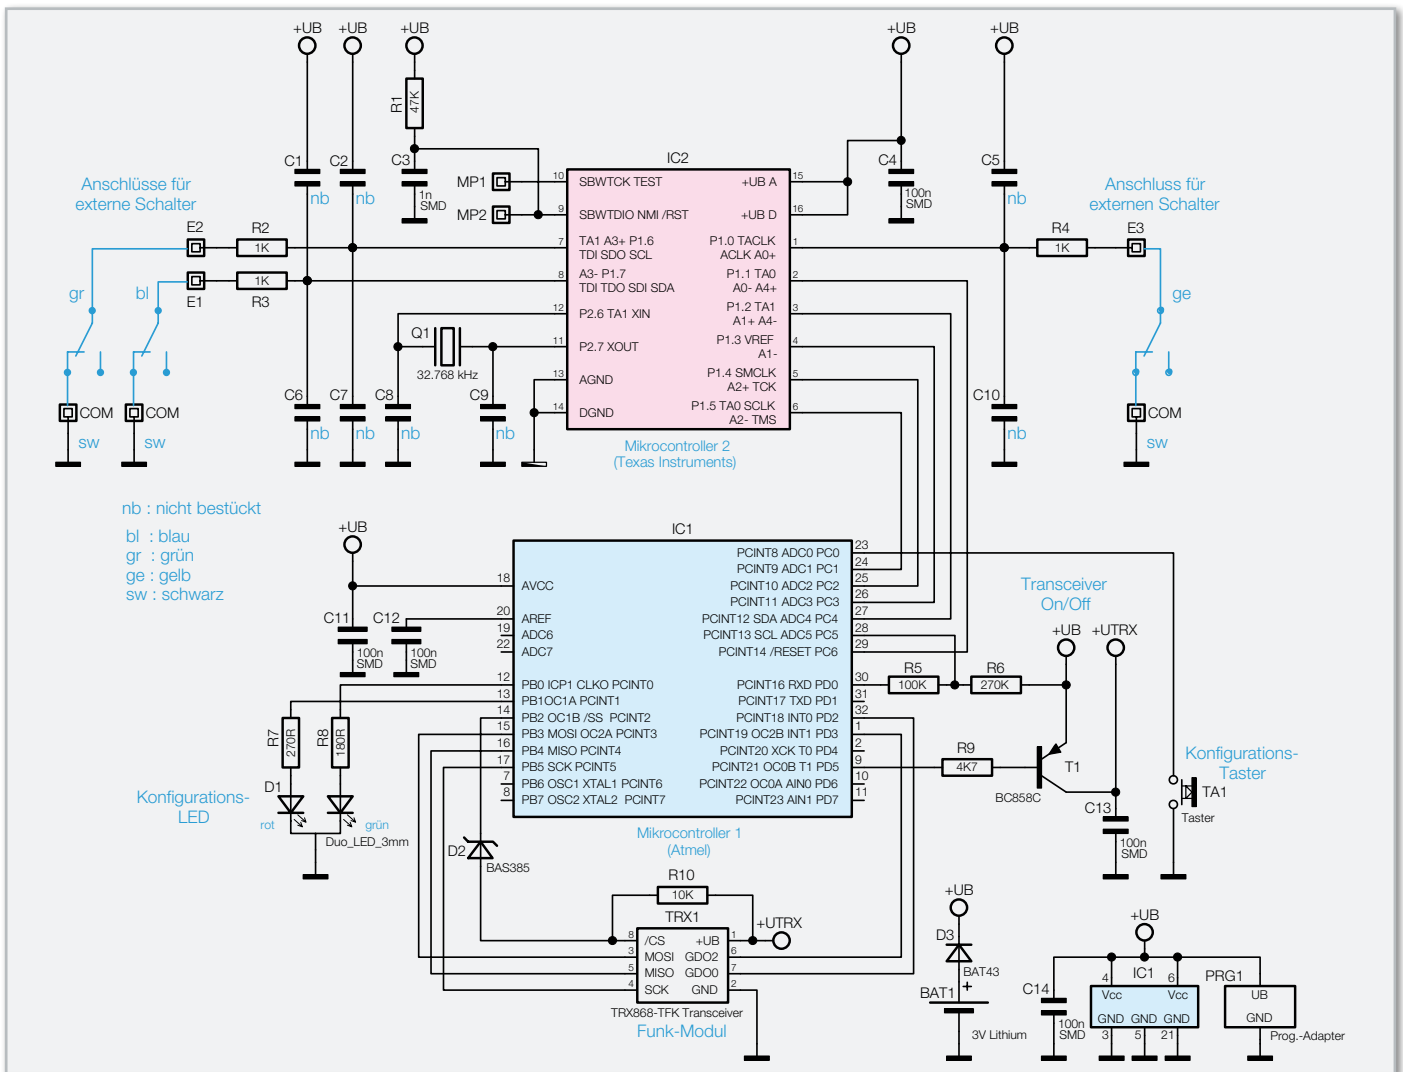 +UB +UB +UB +UB +UB
R1 47K
C1 C2 C3 IC2 C4 C5
nb nb 1n SMD 100n SMD nb
Anschlüsse für
externe Schalter
Anschluss für
externen Schalter
MP1 10 SBWTCK TEST +UB A 15
MP2 9 SBWTDIO NMI /RST +UB D 16
E2 R2 1K 7 TA1 A3+ P1.6 P1.0 TACLK 1 R4 1K E3
TDI SDO SCL ACLK A0+
E1 1K R3 8 A3- P1.7 P1.1 TA0 2
TDI TDO SDI SDA A0- A4+
gr bl ge
12 P2.6 TA1 XIN P1.2 TA1 3
A1+ A4-
Q1 11 P2.7 XOUT P1.3 VREF 4
32.768 kHz A1-
13 AGND P1.4 SMCLK 5
A2+ TCK
C6 C7 C8 C9 C10
14 DGND P1.5 TA0 SCLK 6
A2- TMS
COM COM COM
nb nb nb nb nb
sw sw sw
Mikrocontroller 2
(Texas Instruments)
nb : nicht bestückt
bl : blau
gr : grün
ge : gelb
sw : schwarz
+UB
IC1
PCINT8 ADC0 PC0 23
PCINT9 ADC1 PC1 24
18 AVCC PCINT10 ADC2 PC2 25
PCINT11 ADC3 PC3 26
20 AREF PCINT12 SDA ADC4 PC4 27
19 ADC6 PCINT13 SCL ADC5 PC5 28
22 ADC7 PCINT14 /RESET PC6 29
C11 C12
100n SMD 100n SMD
Transceiver
On/Off
+UB +UTRX
12 PB0 ICP1 CLKO PCINT0 PCINT16 RXD PD0 30
R5 R6
100K 270K
13 PB1OC1A PCINT1 PCINT17 TXD PD1 31
14 PB2 OC1B /SS PCINT2 PCINT18 INT0 PD2 32
15 PB3 MOSI OC2A PCINT3 PCINT19 OC2B INT1 PD3 1
16 PB4 MISO PCINT4 PCINT20 XCK T0 PD4 2
17 PB5 SCK PCINT5 PCINT21 OC0B T1 PD5 9
7 PB6 OSC1 XTAL1 PCINT6 PCINT22 OC0A AIN0 PD6 10
8 PB7 OSC2 XTAL2 PCINT7 PCINT23 AIN1 PD7 11
R7 270R R8 180R
R9 4K7
T1
BC858C
Konfigurations-
Taster
TA1
Taster
Konfigurations-
LED
D1
rot grün
Duo_LED_3mm
C13
100n
SMD
Mikrocontroller 1
(Atmel)
D2
BAS385
R10
10K
TRX1
+UTRX
8 /CS +UB 1
3 MOSI GDO2 6
5 MISO GDO0 7
4 SCK GND 2
TRX868-TFK Transceiver
Funk-Modul
+UB
D3
BAT43
+
BAT1
3V Lithium
+UB
C14
100n
SMD
IC1
4 6
Vcc Vcc
GND GND GND
3 5 21
PRG1
UB
GND
Prog.-Adapter